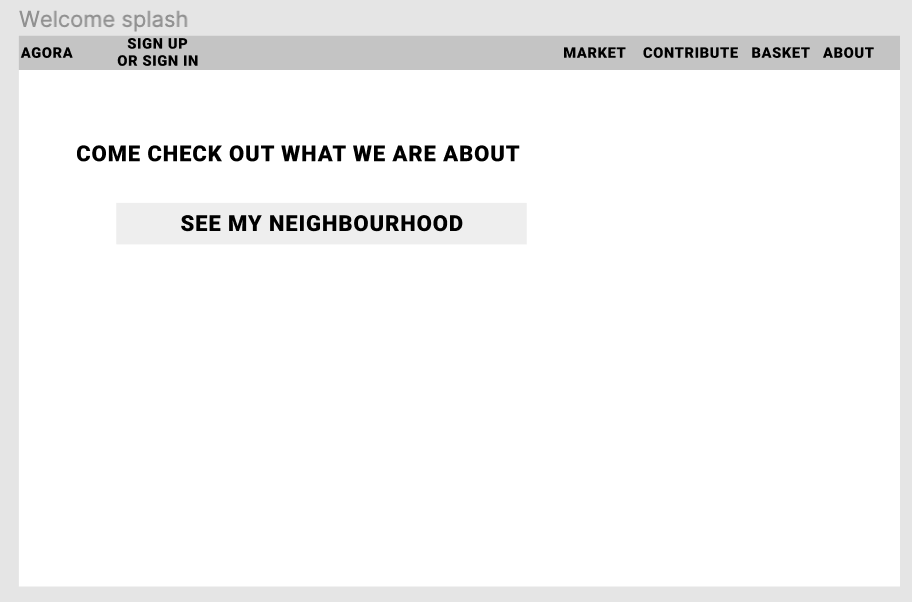 Welcome splash
AGORA
SIGN UP
OR SIGN IN
MARKET
CONTRIBUTE
BASKET
ABOUT
COME CHECK OUT WHAT WE ARE ABOUT
SEE MY NEIGHBOURHOOD